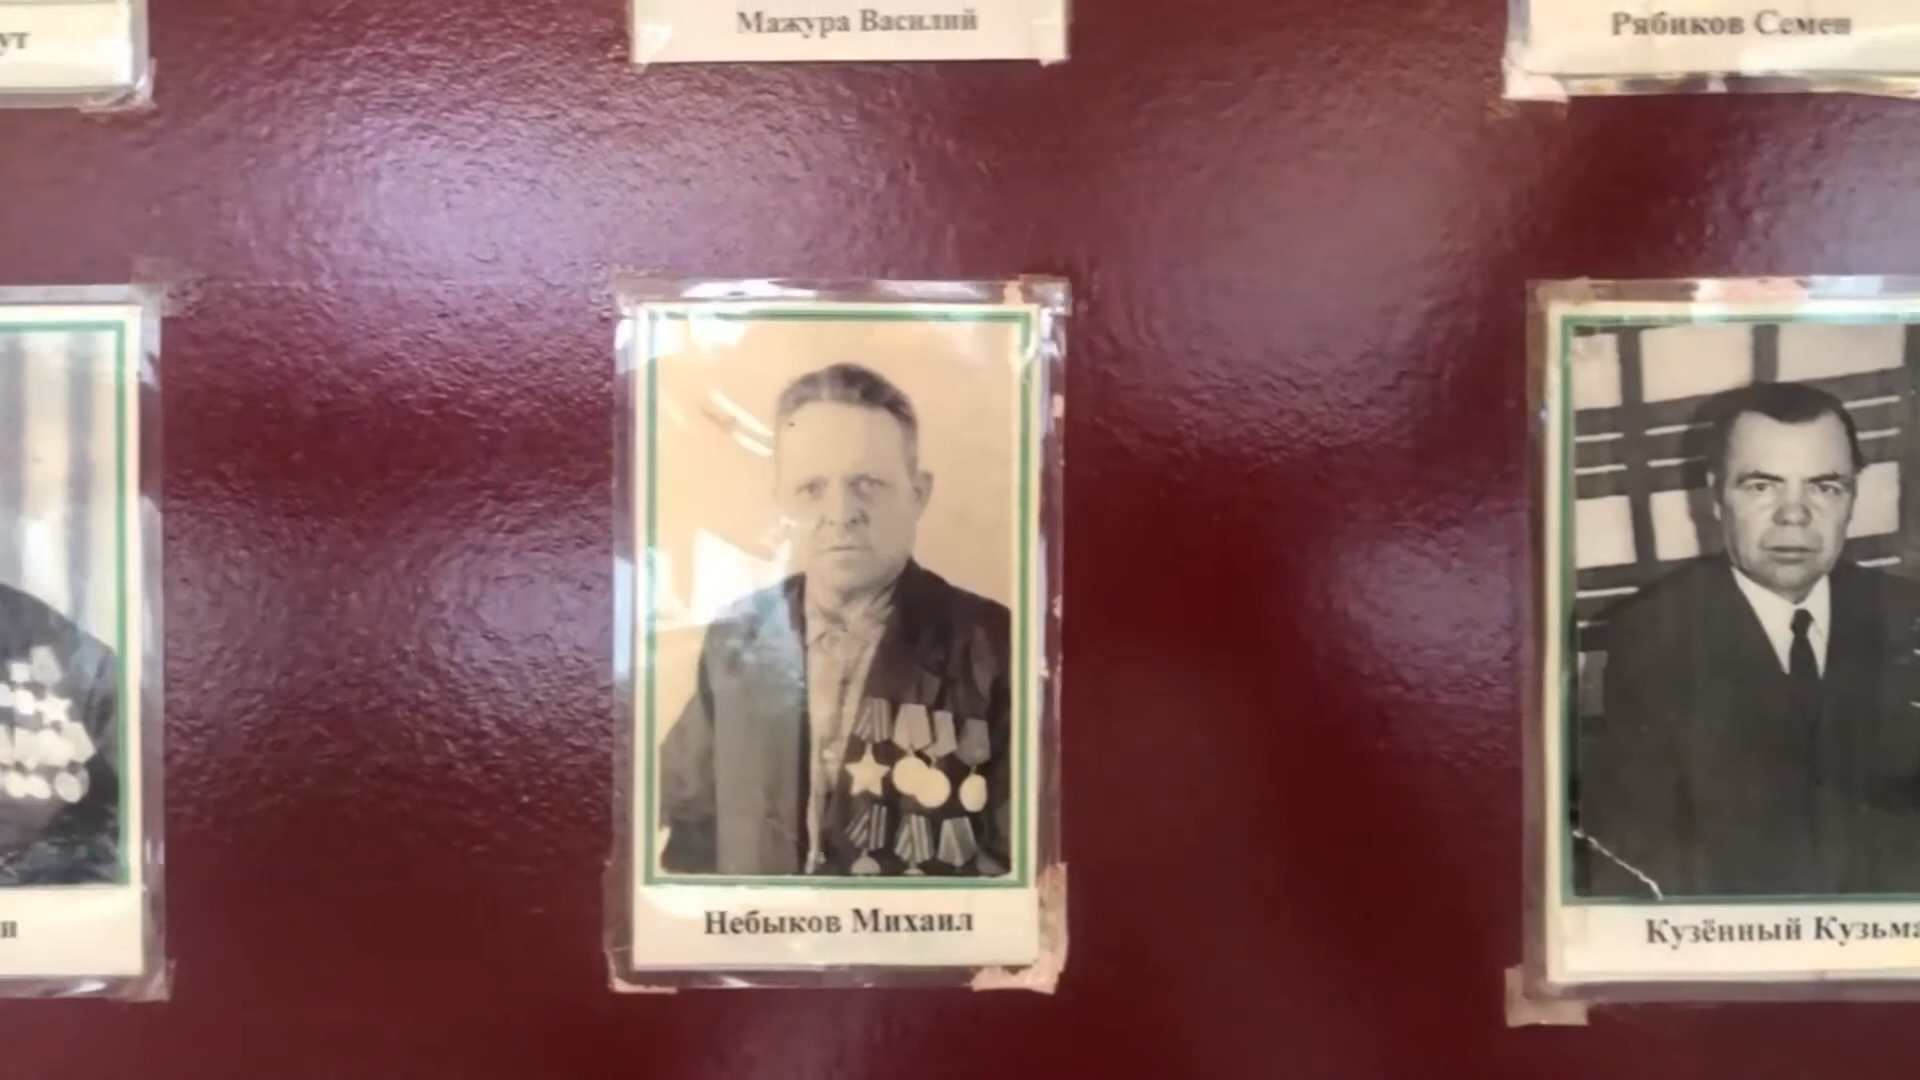 Мажура Василий
Рябиков Семен
Небыков Михаил
Кузённый Кузьма